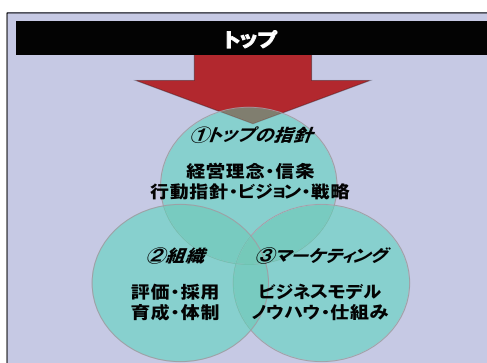 トップ
①トップの指針
経営理念・信条
行動指針・ビジョン・戦略
②組織
評価・採用
育成・体制
③マーケティング
ビジネスモデル
ノウハウ・仕組み